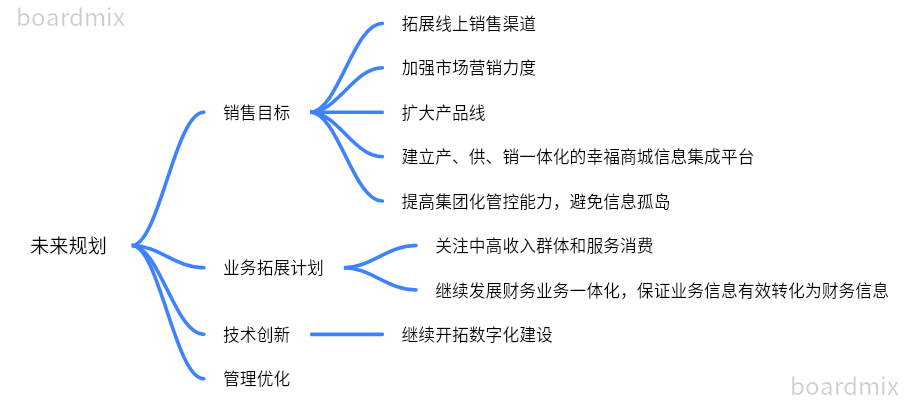 boardmix
拓展线上销售渠道
加强市场营销力度
销售目标
扩大产品线
建立产、供、销一体化的幸福商城信息集成平台
提高集团化管控能力，避免信息孤岛
未来规划
关注中高收入群体和服务消费
业务拓展计划
继续发展财务业务一体化，保证业务信息有效转化为财务信息
技术创新
继续开拓数字化建设
管理优化
boardmix